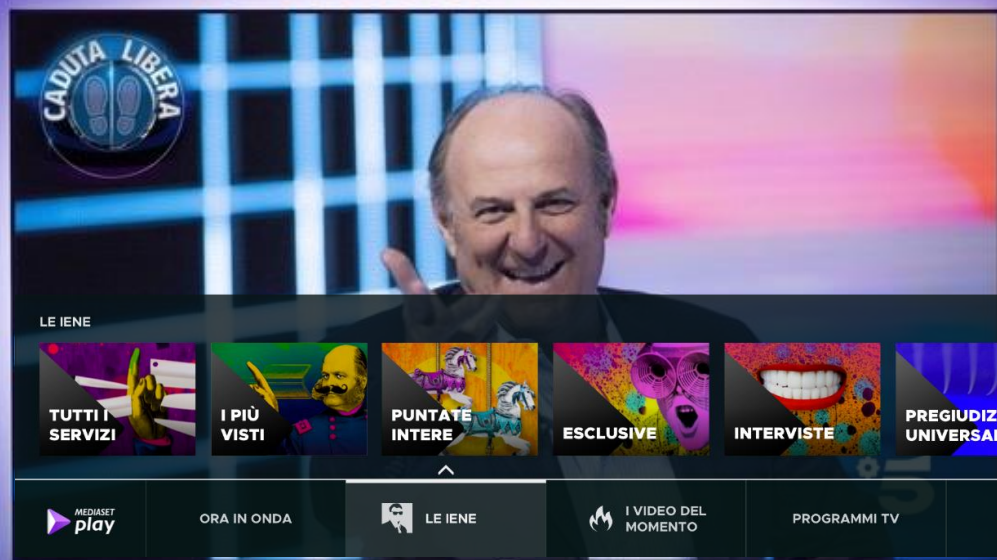 CADUTA LIBERA
LE IENE
TUTTI I
SERVIZI
I PIÙ
VISTI
PUNTATE
INTERE
ESCLUSIVE
INTERVISTE
PREGIUDIZ
UNIVERSA
MEDIASET
play
ORA IN ONDA
LE IENE
I VIDEO DEL
MOMENTO
PROGRAMMI TV